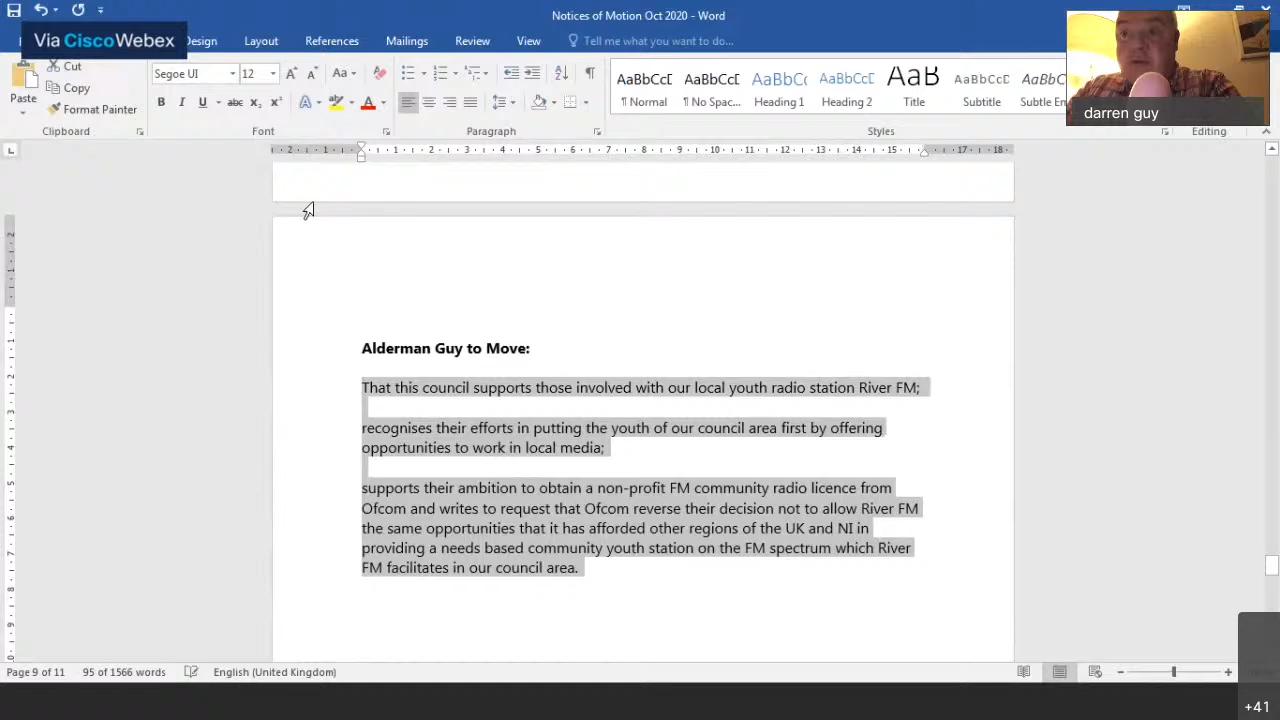 Notices of Motion Oct 2020 - Word
Via CiscoWebex
Design Layout References Mailings Review View Tell me what you want to do...
Cut
Copy
Format Painter
Paste
Segoe UI 12
AaBbCcD AaBbCcD AaBbCc AaBbCcD AaB AaBbCcD
¶ Normal ¶ No Spac... Heading 1 Heading 2 Title Subtitle Subtle Em
Clipboard Font Paragraph Styles Editing
darren guy
Alderman Guy to Move:
That this council supports those involved with our local youth radio station River FM;
recognises their efforts in putting the youth of our council area first by offering
opportunities to work in local media;
supports their ambition to obtain a non-profit FM community radio licence from
Ofcom and writes to request that Ofcom reverse their decision not to allow River FM
the same opportunities that it has afforded other regions of the UK and NI in
providing a needs based community youth station on the FM spectrum which River
FM facilitates in our council area.
Page 9 of 11 95 of 1566 words English (United Kingdom)
+41